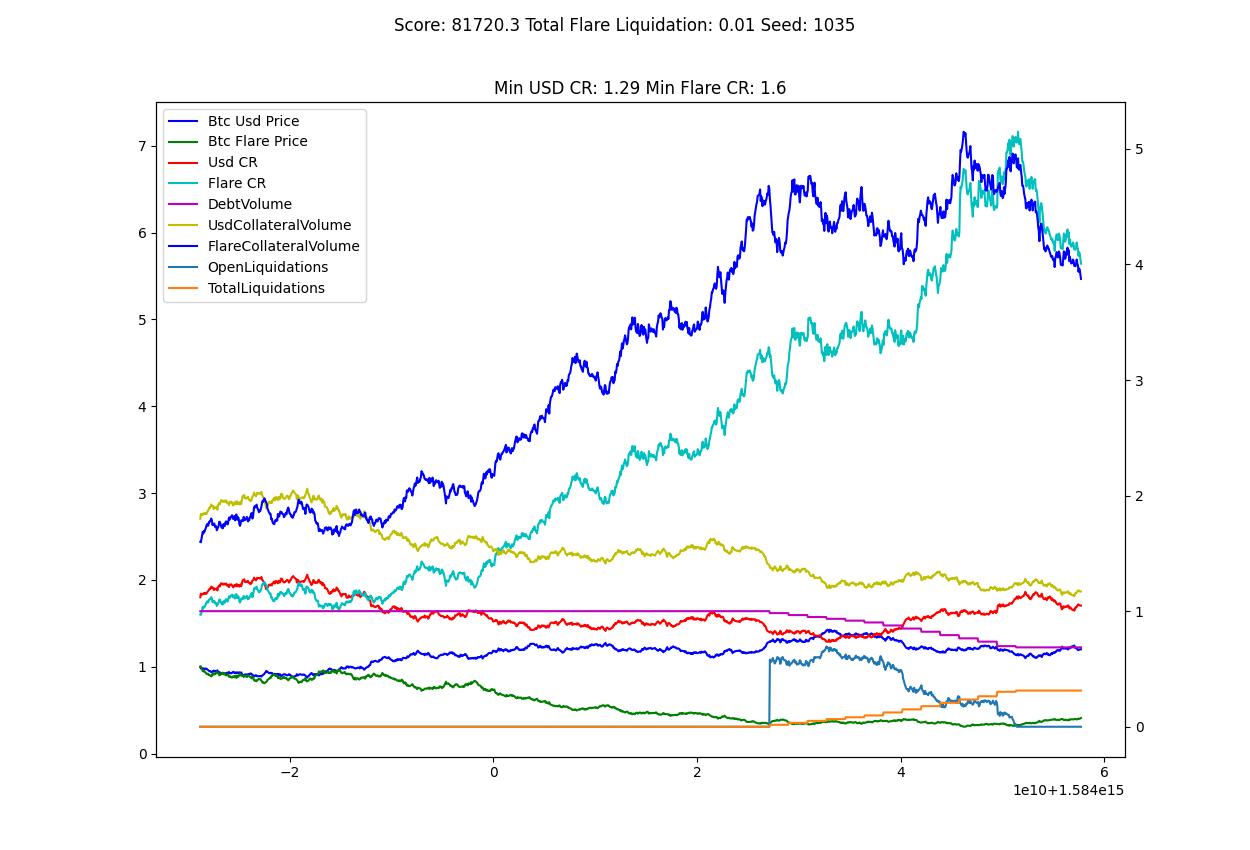 Score: 81720.3 Total Flare Liquidation: 0.01 Seed: 1035
Min USD CR: 1.29 Min Flare CR: 1.6
Btc Usd Price
Btc Flare Price
Usd CR
Flare CR
DebtVolume
UsdCollateralVolume
FlareCollateralVolume
OpenLiquidations
TotalLiquidations
7
6
5
4
3
2
1
0
5
4
3
2
1
0
−2 0 2 4 6
1e10+1.584e15